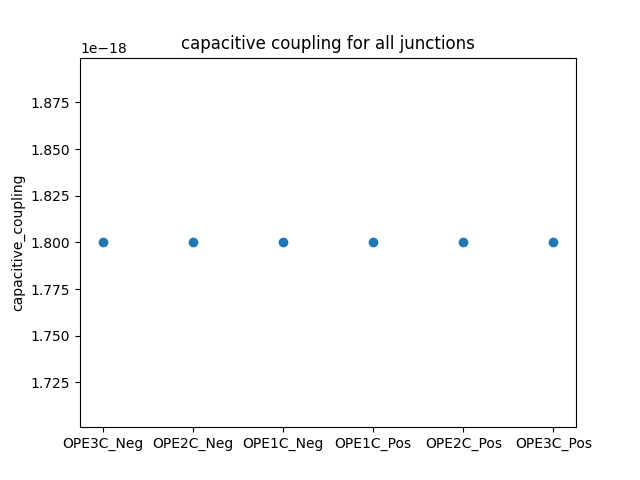 capacitive coupling for all junctions
1e−18
1.875
1.850
1.825
1.800
1.775
1.750
1.725
capacitive_coupling
OPE3C_Neg OPE2C_Neg OPE1C_Neg OPE1C_Pos OPE2C_Pos OPE3C_Pos